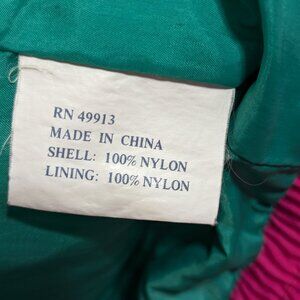 RN 49913
MADE IN CHINA
SHELL: 100% NYLON
LINING: 100% NYLON